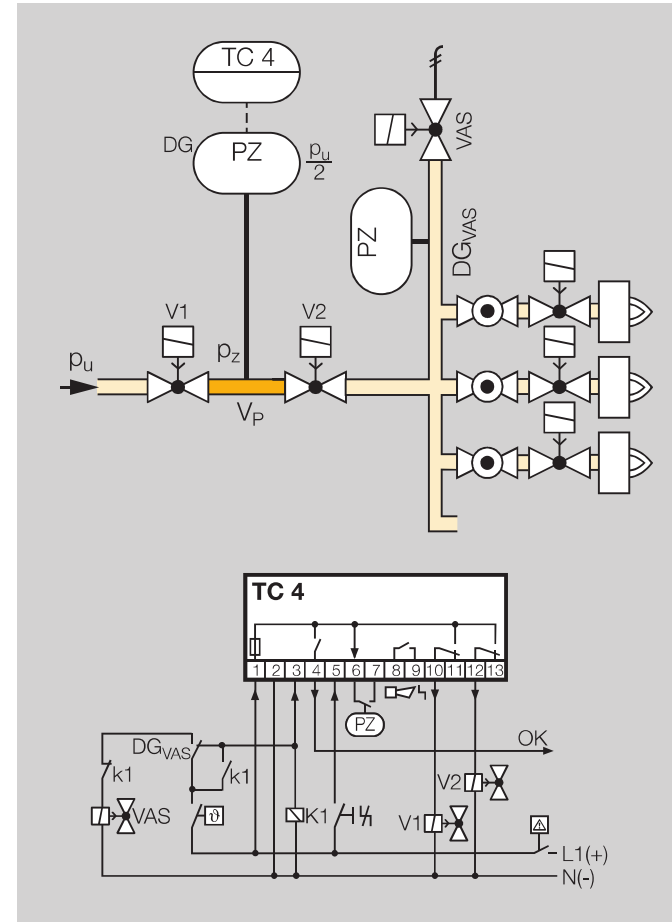 TC 4
DG PZ pu/2
VAS
PZ
DGVAS
V1 V2
pu pz
VP
TC 4
1 2 3 4 5 6 7 8 9 10 11 12 13
PZ
OK
DGVAS
k1 k1
V2
VAS ϑ K1 V1
L1(+)
N(-)